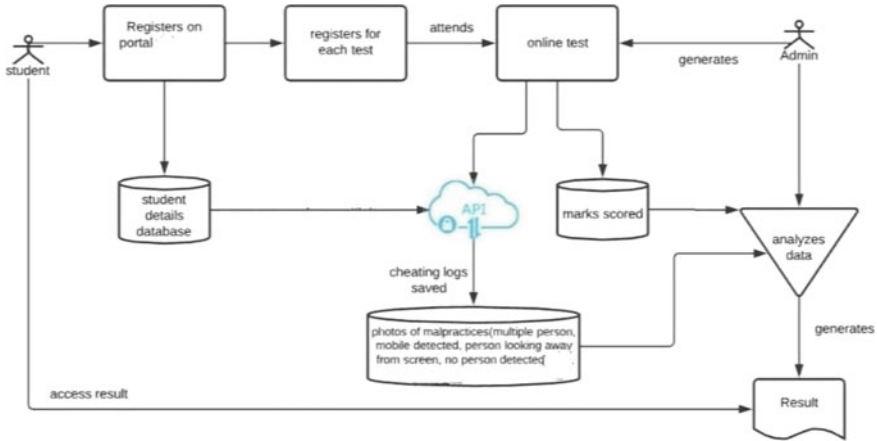 Registers on
portal
registers for
each test
attends
online test
generates
student
Admin
student
details
database
API
marks scored
analyzes
data
cheating logs
saved
photos of malpractices(multiple person,
mobile detected, person looking away
from screen, no person detected
generates
access result
Result